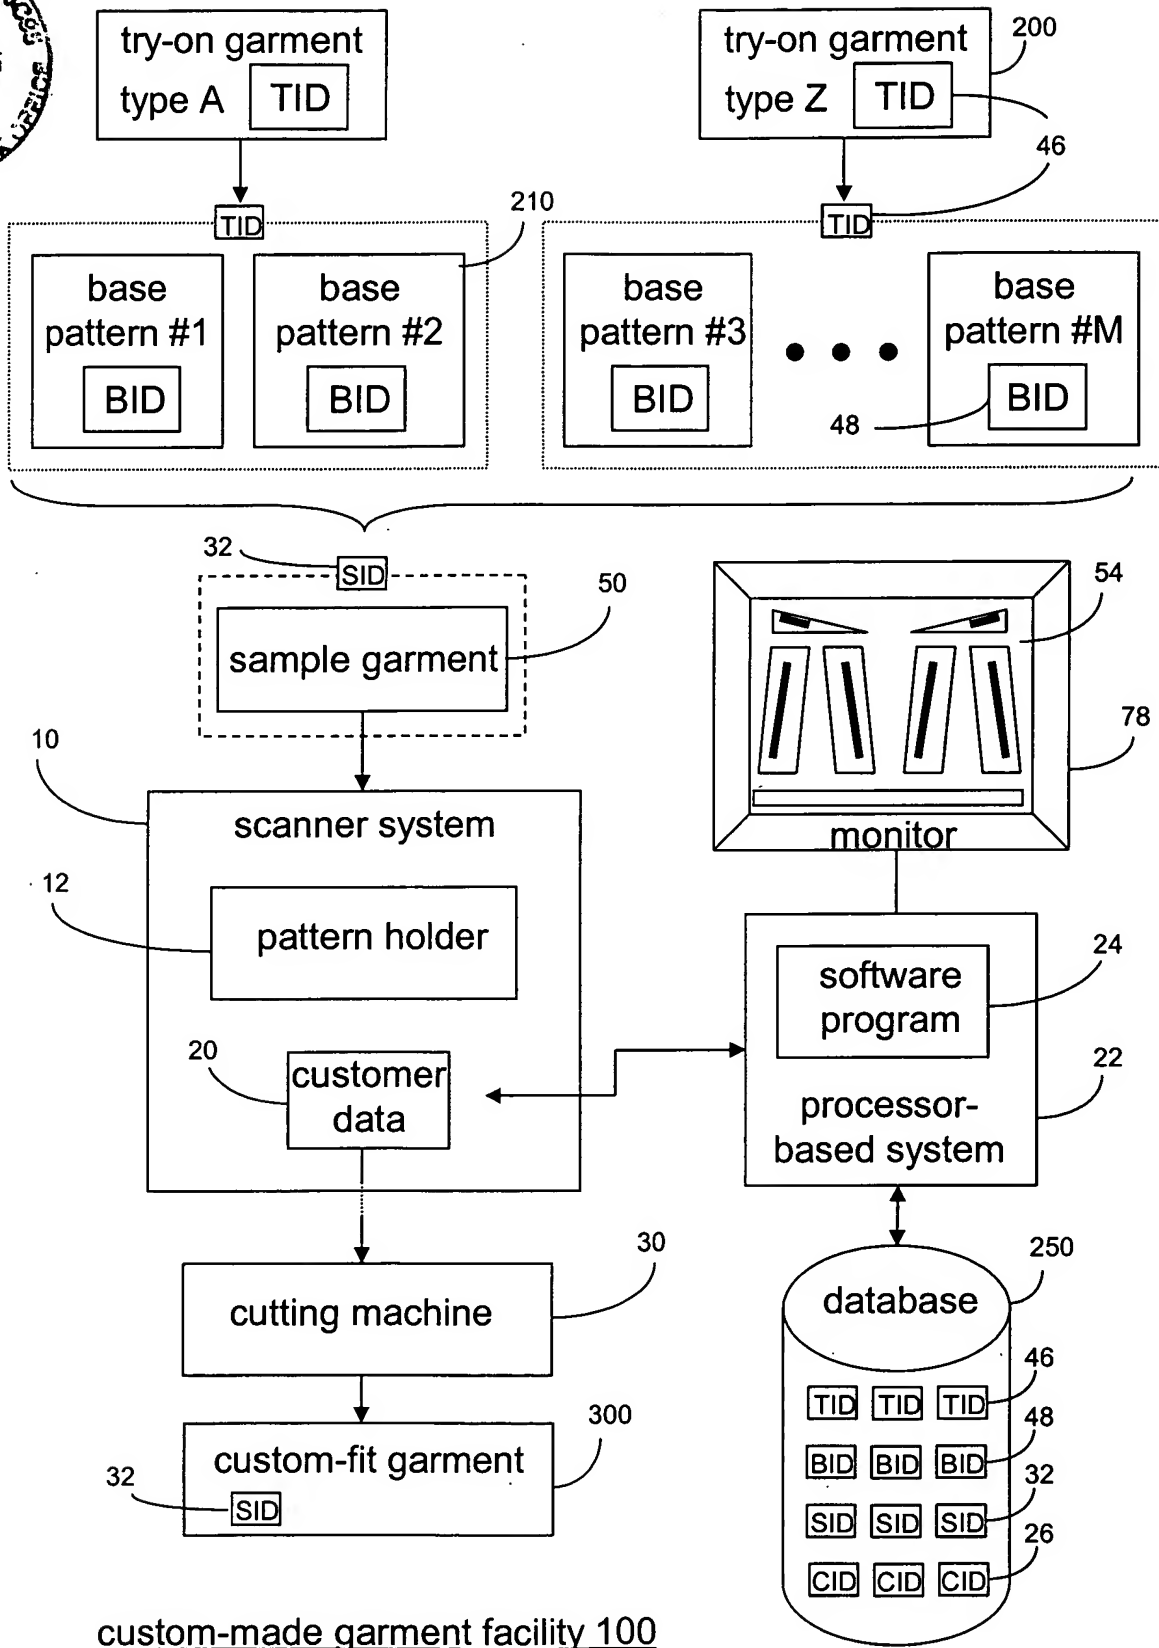 try-on garment
type A TID
try-on garment
type Z TID
200
46
TID
210
TID
base
pattern #1
BID
base
pattern #2
BID
base
pattern #3
BID
base
pattern #M
BID
48
32
SID
50
sample garment
54
78
monitor
10
scanner system
12
pattern holder
20
customer
data
24
software
program
22
processor-
based system
30
cutting machine
300
custom-fit garment
32
SID
250
database
46
TID TID TID
48
BID BID BID
32
SID SID SID
26
CID CID CID
custom-made garment facility 100